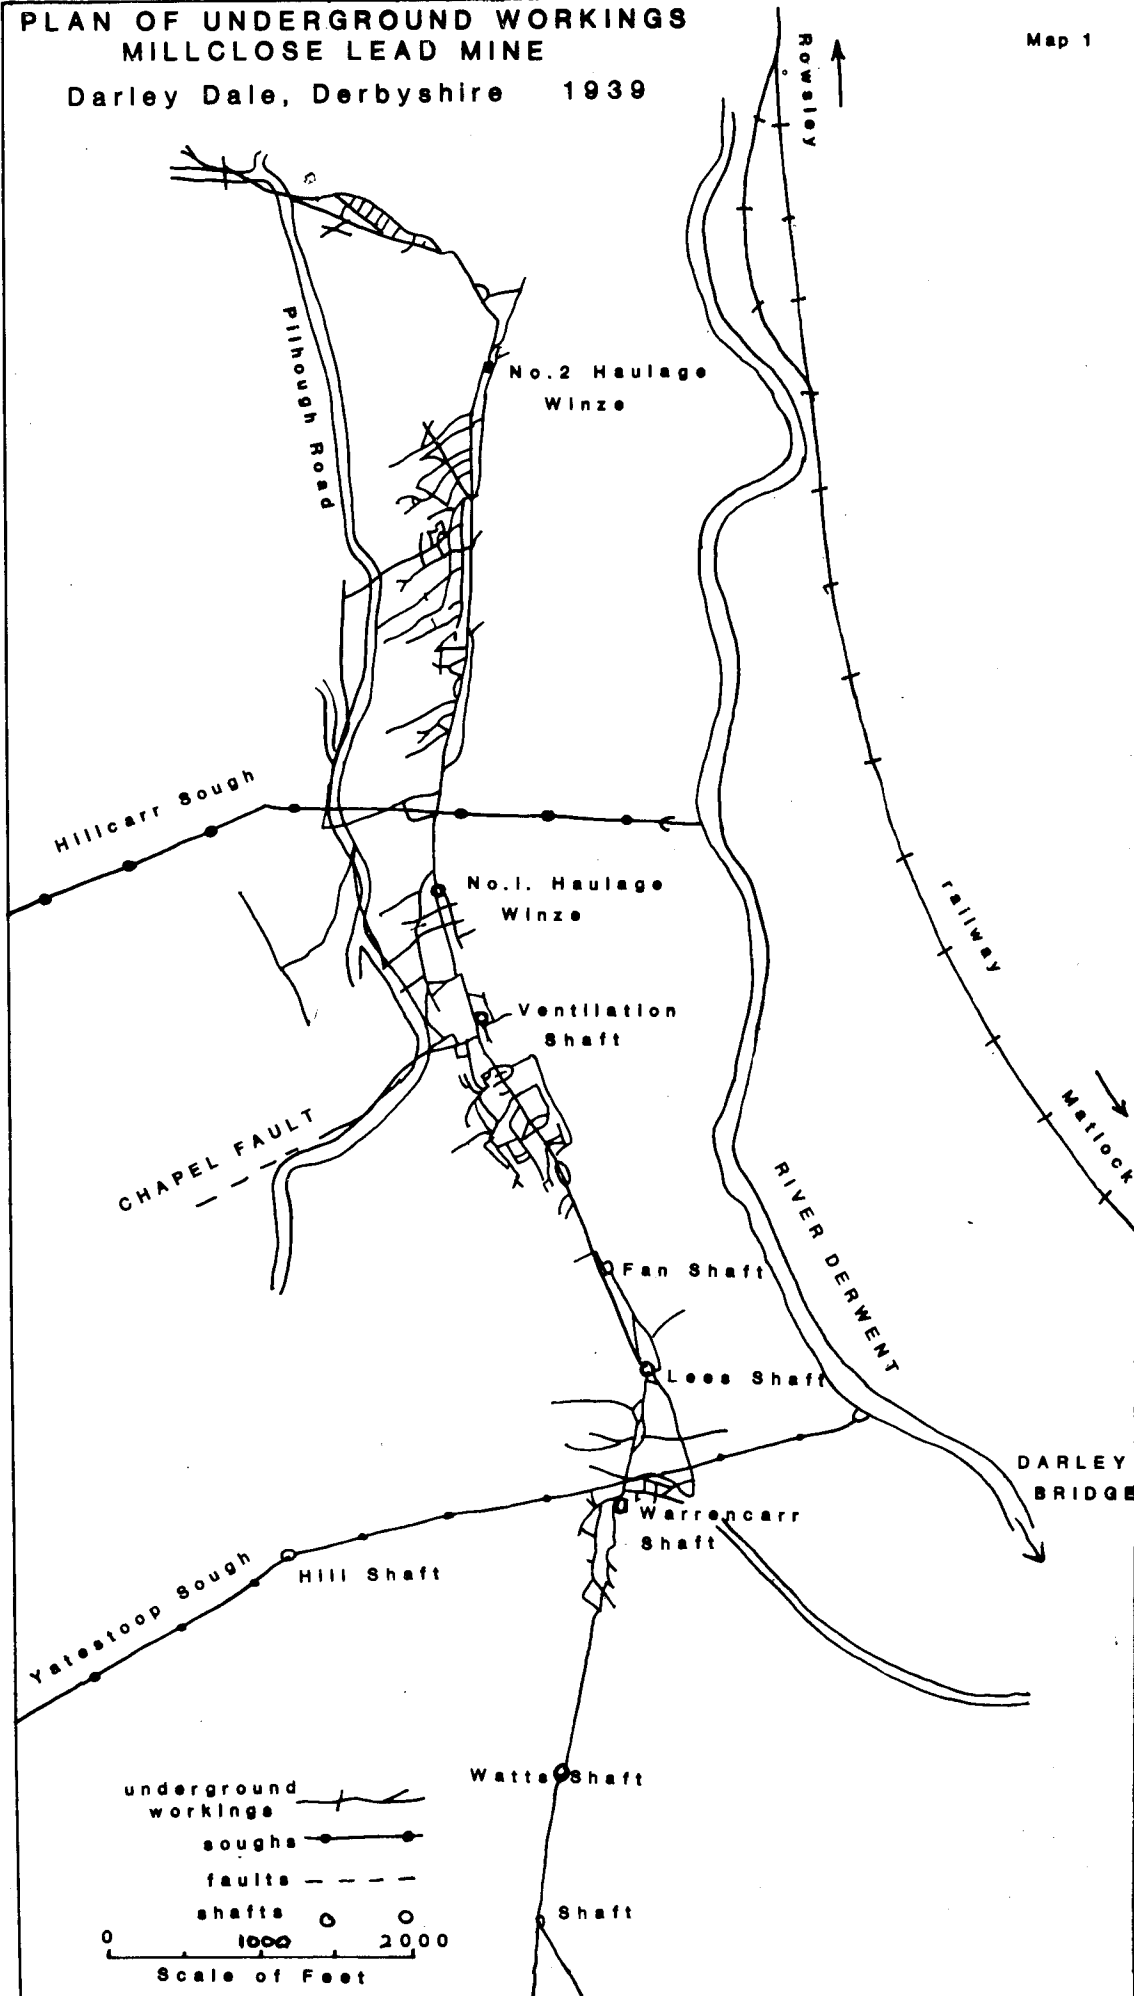 PLAN OF UNDERGROUND WORKINGS
MILLCLOSE LEAD MINE
Darley Dale, Derbyshire 1939
Map 1
Rowsley
Pilhough Road
No.2 Haulage
Winze
Hillcarr Sough
No.1. Haulage
Winze
railway
Ventilation
Shaft
Matlock
CHAPEL FAULT
RIVER DERWENT
Fan Shaft
Lees Shaft
DARLEY
BRIDGE
Warrencarr
Shaft
Hill Shaft
Yatestoop Sough
Watts Shaft
underground
workings
soughs
faults
shafts
Shaft
0 1000 2000
Scale of Feet